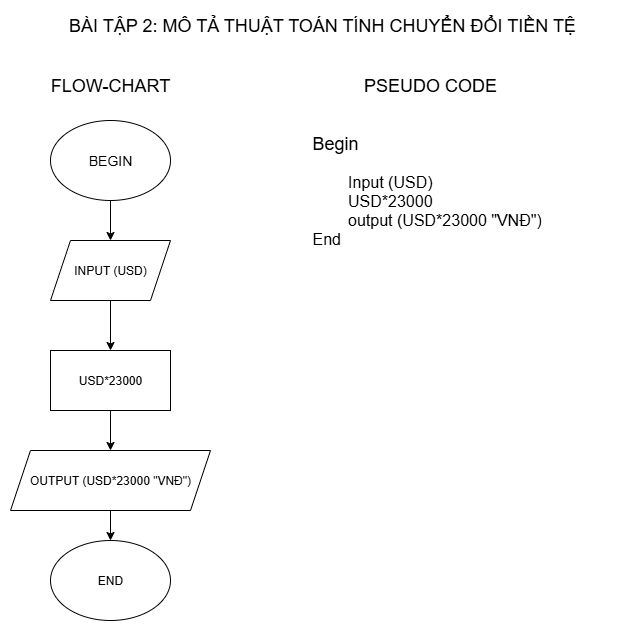 BÀI TẬP 2: MÔ TẢ THUẬT TOÁN TÍNH CHUYỂN ĐỔI TIỀN TỆ
FLOW-CHART
BEGIN
INPUT (USD)
USD*23000
OUTPUT (USD*23000 "VNĐ")
END
PSEUDO CODE
Begin
Input (USD)
USD*23000
output (USD*23000 "VNĐ")
End